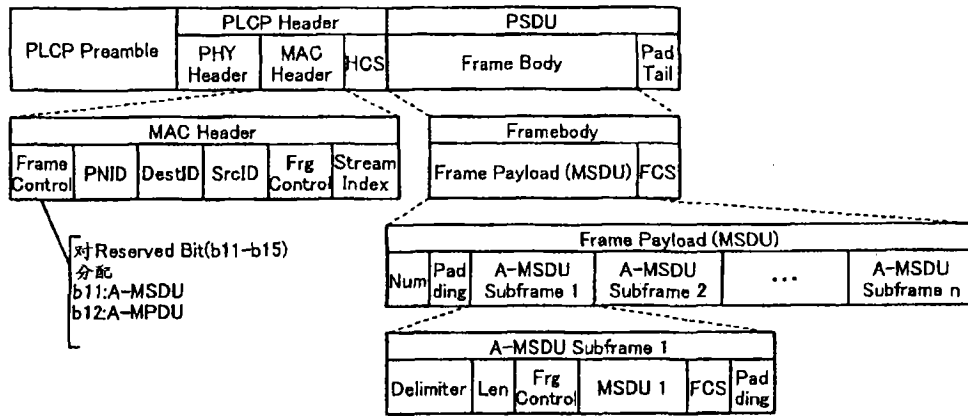 PLCP Header
PSDU
PLCP Preamble
PHY Header
MAC Header
HCS
Frame Body
Pad Tail
MAC Header
Frame Control
PNID
DestID
SrcID
Frg Control
Stream Index
Framebody
Frame Payload (MSDU)
FCS
对Reserved Bit(b11-b15)
分配
b11:A-MSDU
b12:A-MPDU
Frame Payload (MSDU)
Num
Pad ding
A-MSDU Subframe 1
A-MSDU Subframe 2
...
A-MSDU Subframe n
A-MSDU Subframe 1
Delimiter
Len
Frg Control
MSDU 1
FCS
Pad ding